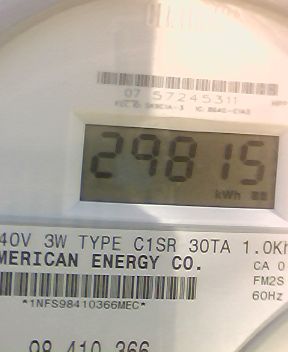 07 57245311
29815
kWh
40V 3W TYPE C1SR 30TA 1.0Kh
MERICAN ENERGY CO.
CA 0
FM2S
60Hz
*1NFS98410366MEC*
98 410 366